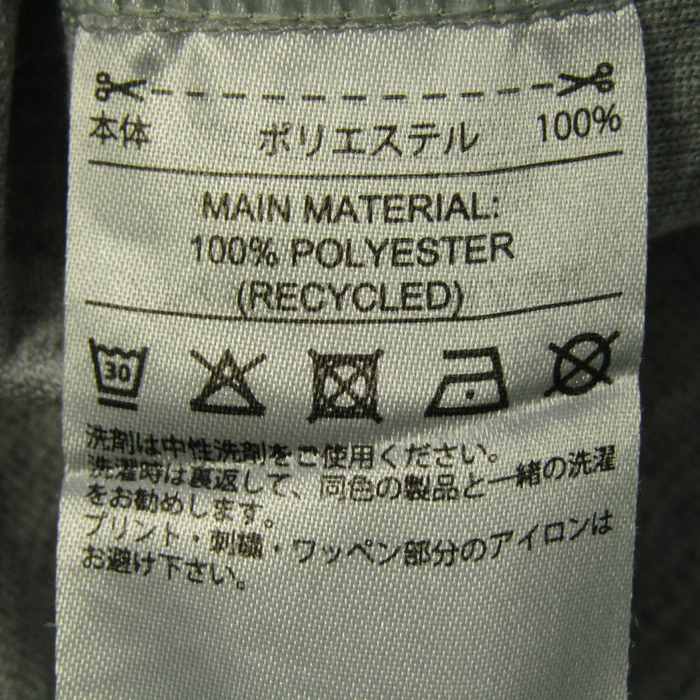 本体 ポリエステル 100%
MAIN MATERIAL:
100% POLYESTER
(RECYCLED)
30
洗剤は中性洗剤をご使用ください。
洗濯時は裏返して、同色の製品と一緒の洗濯
をお勧めします。
プリント・刺繍・ワッペン部分のアイロンは
お避け下さい。